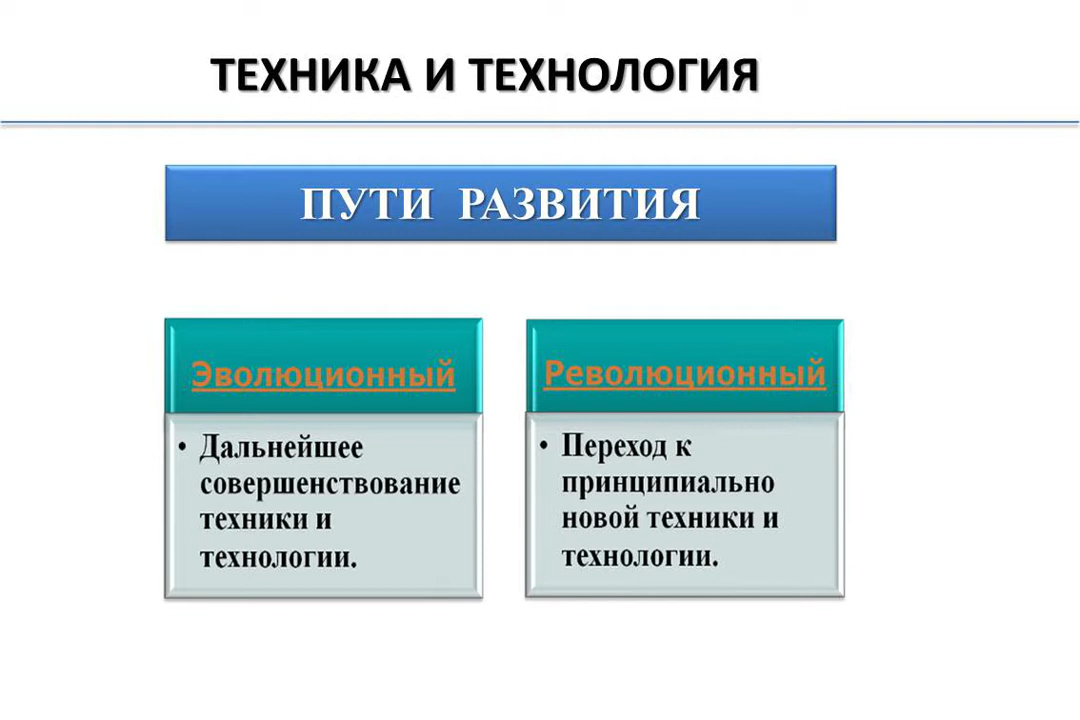 ТЕХНИКА И ТЕХНОЛОГИЯ
ПУТИ РАЗВИТИЯ
Эволюционный
• Дальнейшее
совершенствование
техники и
технологии.
Революционный
• Переход к
принципиально
новой техники и
технологии.